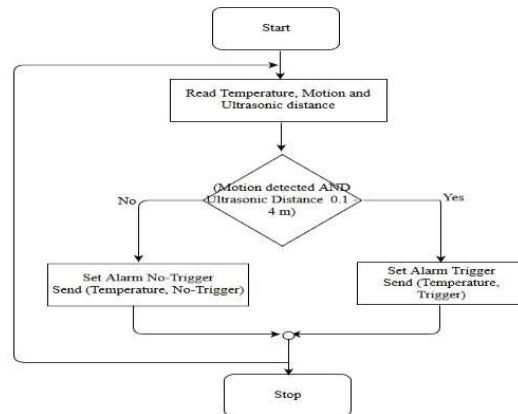 Start
Read Temperature, Motion and
Ultrasonic distance
(Motion detected AND
Ultrasonic Distance 0.1 -
4 m)
No
Yes
Set Alarm No-Trigger
Send (Temperature, No-Trigger)
Set Alarm Trigger
Send (Temperature,
Trigger)
Stop